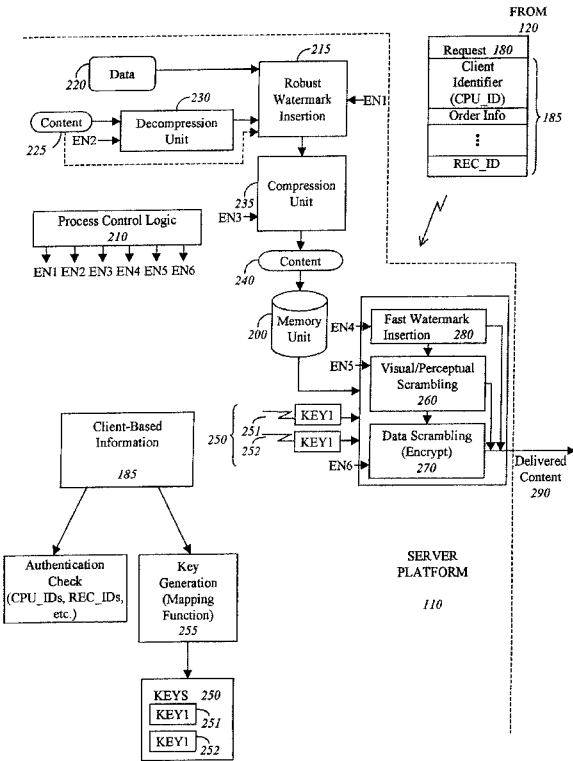 FROM
120
Request 180
Client
Identifier
(CPU_ID)
Order Info
REC_ID
185
215
Data
220
Robust
Watermark
Insertion
EN1
230
Content
225
EN2
Decompression
Unit
235
Compression
Unit
EN3
Process Control Logic
210
EN1 EN2 EN3 EN4 EN5 EN6
Content
240
Memory
Unit
200
EN4
Fast Watermark
Insertion 280
EN5
Visual/Perceptual
Scrambling
260
250
251
KEY1
252
KEY1
Data Scrambling
(Encrypt)
270
EN6
Delivered
Content
290
Client-Based
Information
185
Authentication
Check
(CPU_IDs, REC_IDs,
etc.)
Key
Generation
(Mapping
Function)
255
SERVER
PLATFORM
110
KEYS 250
KEY1
251
KEY1
252